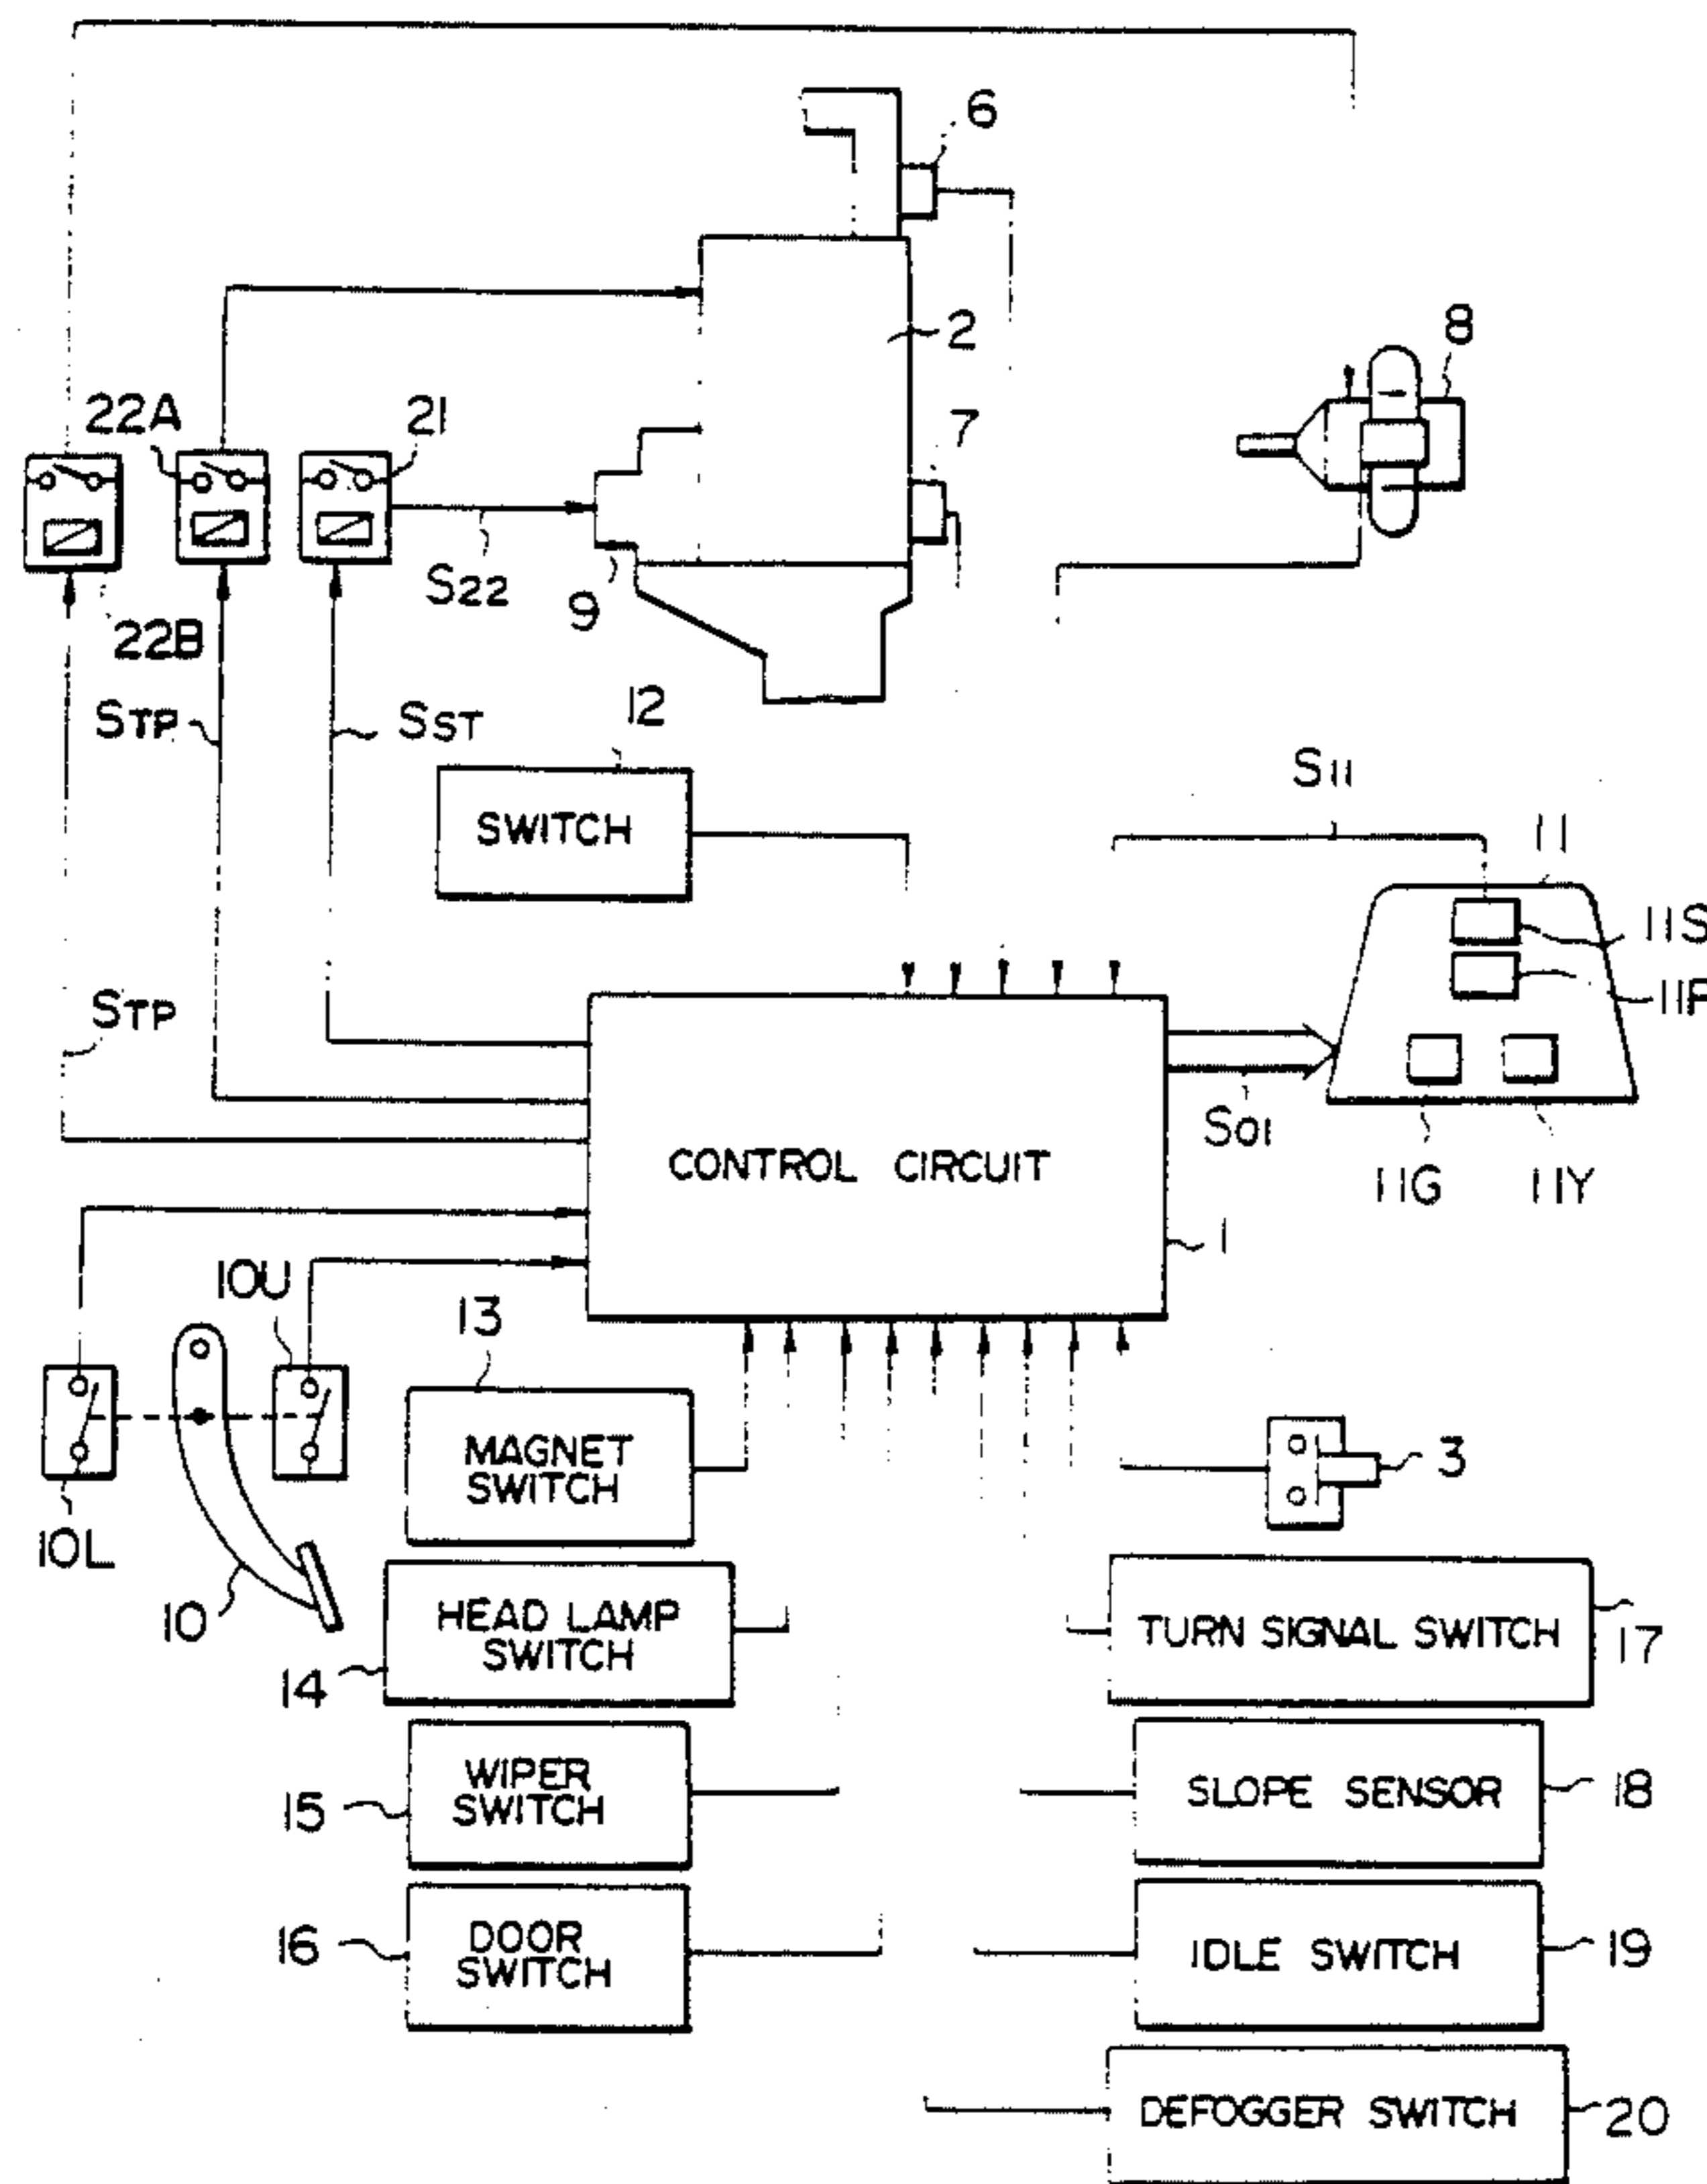 6
2
8
22A
21
7
S22
9
22B
STP
SST
12
SWITCH
S11
11
11S
STP
S01
CONTROL CIRCUIT
11G
11Y
1
10U
13
MAGNET
SWITCH
3
10L
10
HEAD LAMP
SWITCH
14
TURN SIGNAL SWITCH
17
WIPER
SWITCH
15
SLOPE SENSOR
18
DOOR
SWITCH
16
IDLE SWITCH
19
DEFOGGER SWITCH
20